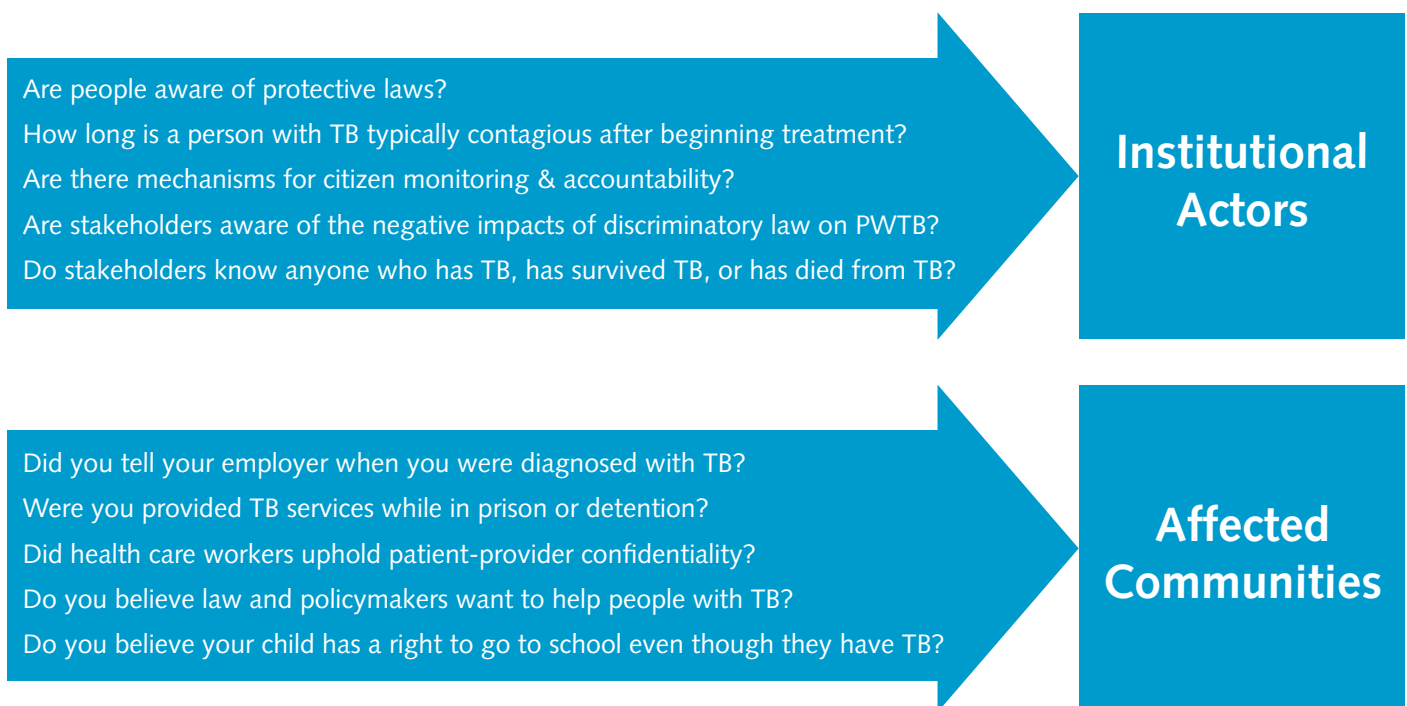 Are people aware of protective laws?
How long is a person with TB typically contagious after beginning treatment?
Are there mechanisms for citizen monitoring & accountability?
Are stakeholders aware of the negative impacts of discriminatory law on PWTB?
Do stakeholders know anyone who has TB, has survived TB, or has died from TB?
Institutional
Actors
Did you tell your employer when you were diagnosed with TB?
Were you provided TB services while in prison or detention?
Did health care workers uphold patient-provider confidentiality?
Do you believe law and policymakers want to help people with TB?
Do you believe your child has a right to go to school even though they have TB?
Affected
Communities